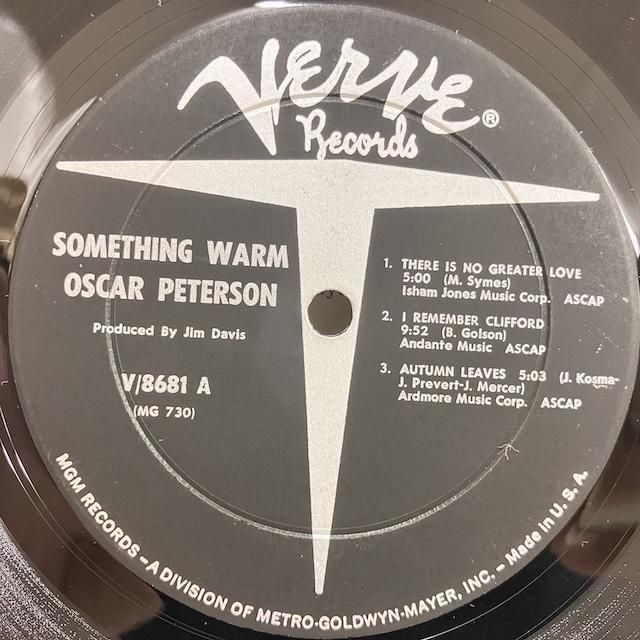 Verve®
Records
SOMETHING WARM
OSCAR PETERSON
Produced By Jim Davis
V/8681 A
(MG 730)
1. THERE IS NO GREATER LOVE
5:00 (M. Symes)
Isham Jones Music Corp. ASCAP
2. I REMEMBER CLIFFORD
9:52 (B. Golson)
Andante Music ASCAP
3. AUTUMN LEAVES 5:03 (J. Kosma-
J. Prevert-J. Mercer)
Ardmore Music Corp. ASCAP
MGM RECORDS – A DIVISION OF METRO-GOLDWYN-MAYER, INC. – Made in U. S. A.